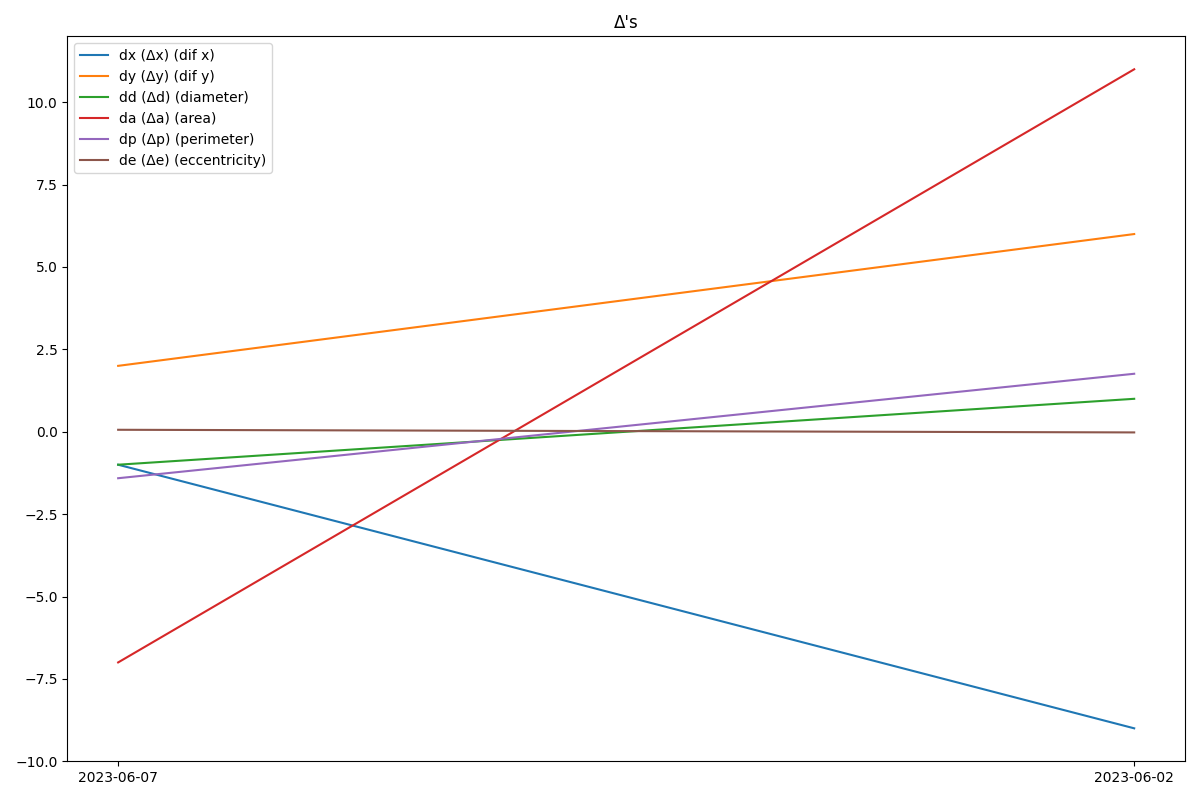 Δ's
dx (Δx) (dif x)
dy (Δy) (dif y)
dd (Δd) (diameter)
da (Δa) (area)
dp (Δp) (perimeter)
de (Δe) (eccentricity)
10.0
7.5
5.0
2.5
0.0
−2.5
−5.0
−7.5
−10.0
2023-06-07
2023-06-02